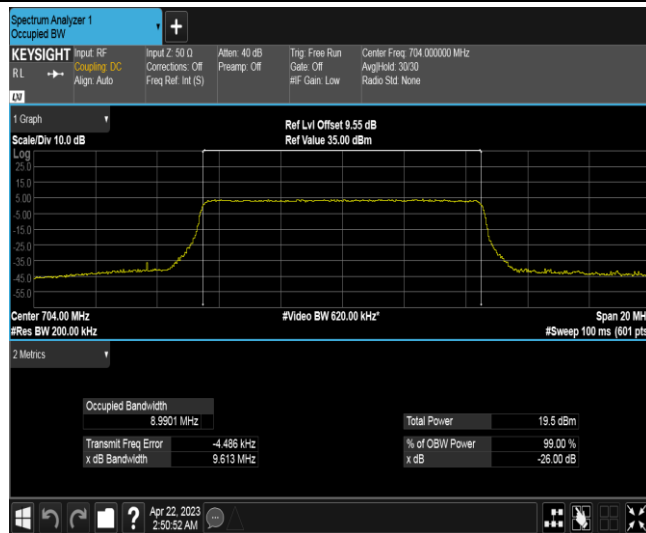 Spectrum Analyzer 1
Occupied BW
+
KEYSIGHT
RL
Input: RF
Coupling: DC
Align: Auto
Input Z: 50 Ω
Corrections: Off
Freq Ref: Int (S)
Atten: 40 dB
Preamp: Off
Trig: Free Run
Gate: Off
#IF Gain: Low
Center Freq: 704.000000 MHz
Avg|Hold: 30/30
Radio Std: None
1 Graph
Scale/Div 10.0 dB
Ref Lvl Offset 9.55 dB
Ref Value 35.00 dBm
Log
25.0
15.0
5.00
-5.00
-15.0
-25.0
-35.0
-45.0
-55.0
Center 704.00 MHz
#Video BW 620.00 kHz*
Span 20 MH
#Res BW 200.00 kHz
#Sweep 100 ms (601 pts
2 Metrics
Occupied Bandwidth
8.9901 MHz
Total Power 19.5 dBm
Transmit Freq Error -4.486 kHz
% of OBW Power 99.00 %
x dB Bandwidth 9.613 MHz
x dB -26.00 dB
?
Apr 22, 2023
2:50:52 AM